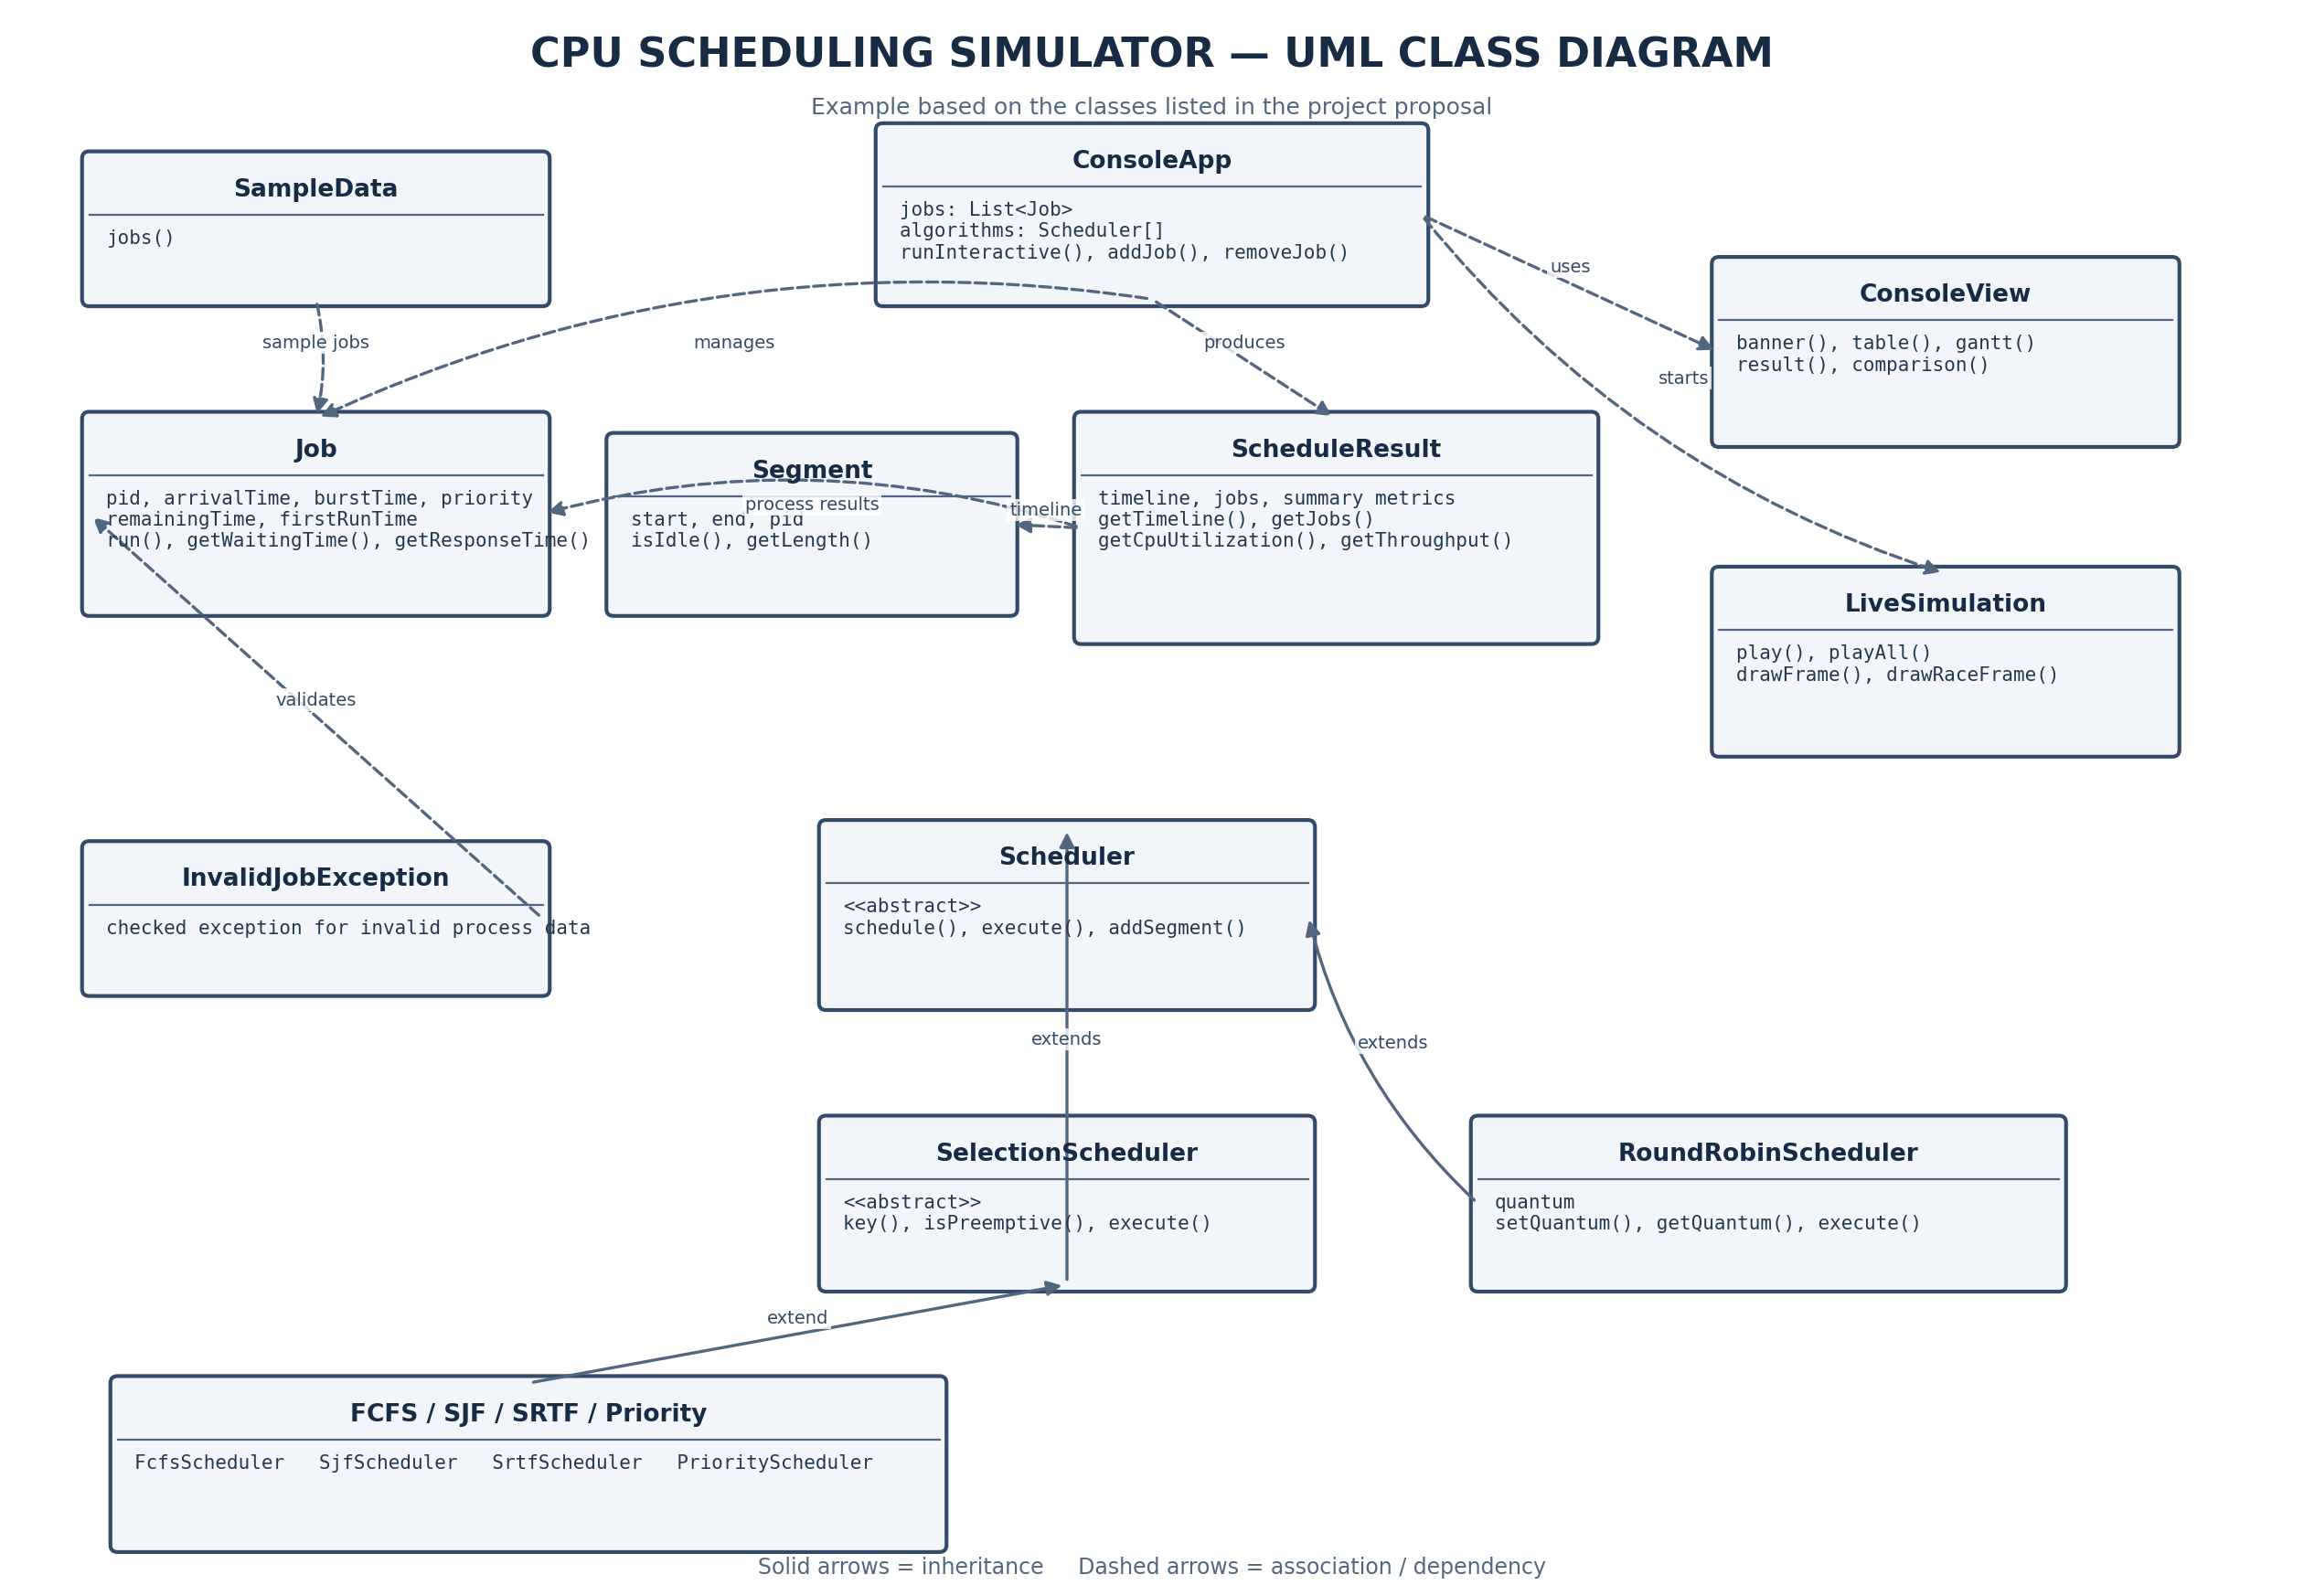 CPU SCHEDULING SIMULATOR — UML CLASS DIAGRAM
Example based on the classes listed in the project proposal
SampleData
jobs()
ConsoleApp
jobs: List<Job>
algorithms: Scheduler[]
runInteractive(), addJob(), removeJob()
uses
ConsoleView
banner(), table(), gantt()
result(), comparison()
sample jobs
manages
produces
starts
Job
pid, arrivalTime, burstTime, priority
remainingTime, firstRunTime
run(), getWaitingTime(), getResponseTime()
Segment
process results
start, end, pid
isIdle(), getLength()
timeline
ScheduleResult
timeline, jobs, summary metrics
getTimeline(), getJobs()
getCpuUtilization(), getThroughput()
LiveSimulation
play(), playAll()
drawFrame(), drawRaceFrame()
validates
InvalidJobException
checked exception for invalid process data
Scheduler
<<abstract>>
schedule(), execute(), addSegment()
extends
extends
SelectionScheduler
<<abstract>>
key(), isPreemptive(), execute()
RoundRobinScheduler
quantum
setQuantum(), getQuantum(), execute()
extend
FCFS / SJF / SRTF / Priority
FcfsScheduler   SjfScheduler   SrtfScheduler   PriorityScheduler
Solid arrows = inheritance     Dashed arrows = association / dependency